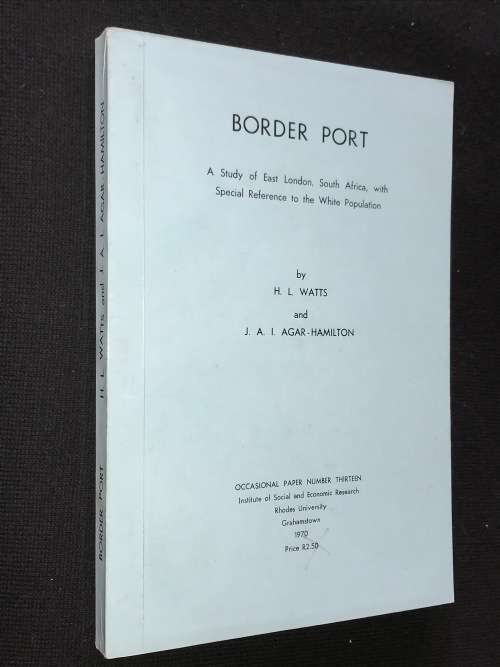 BORDER PORT
A Study of East London, South Africa, with
Special Reference to the White Population
by
H. L. WATTS
and
J. A. I. AGAR-HAMILTON
OCCASIONAL PAPER NUMBER THIRTEEN
Institute of Social and Economic Research
Rhodes University
Grahamstown
1970
Price R2.50
BORDER PORT H. L. WATTS and J. A. I. AGAR HAMILTON